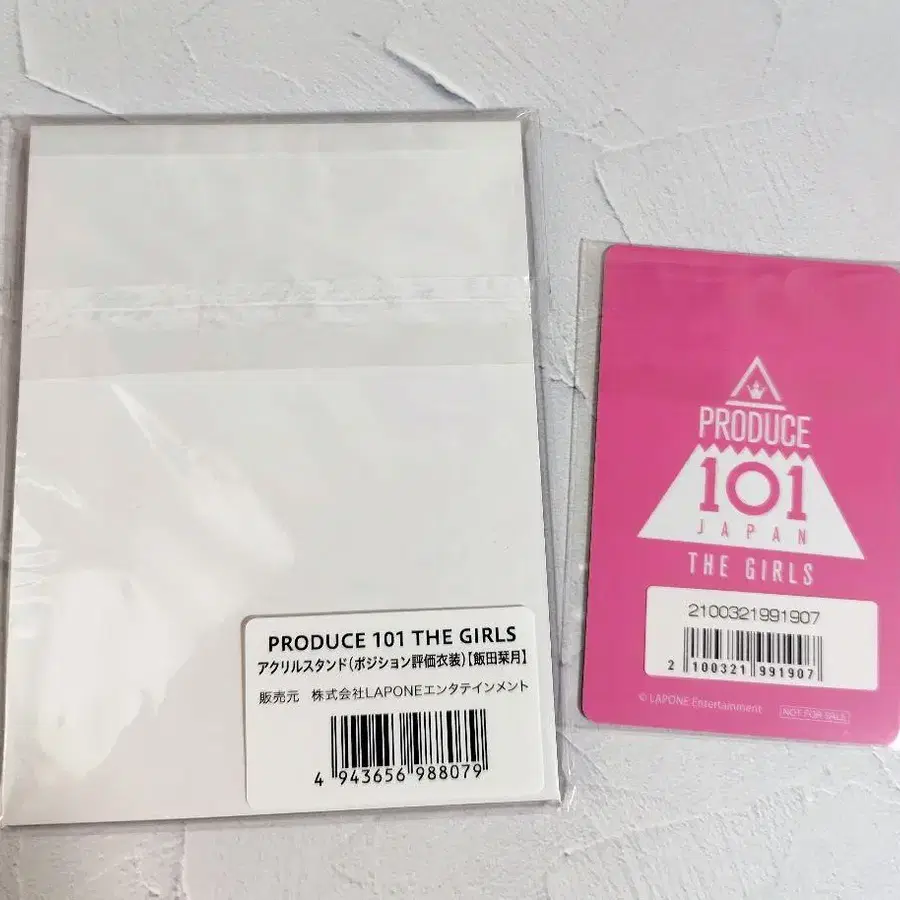 PRODUCE 101 THE GIRLS
アクリルスタンド(ポジション評価衣装)【飯田栞月】
販売元 株式会社LAPONEエンタテインメント
4 943656 988079
PRODUCE
101
JAPAN
THE GIRLS
2100321991907
2 100321 991907
© LAPONE Entertainment
NOT FOR SALE